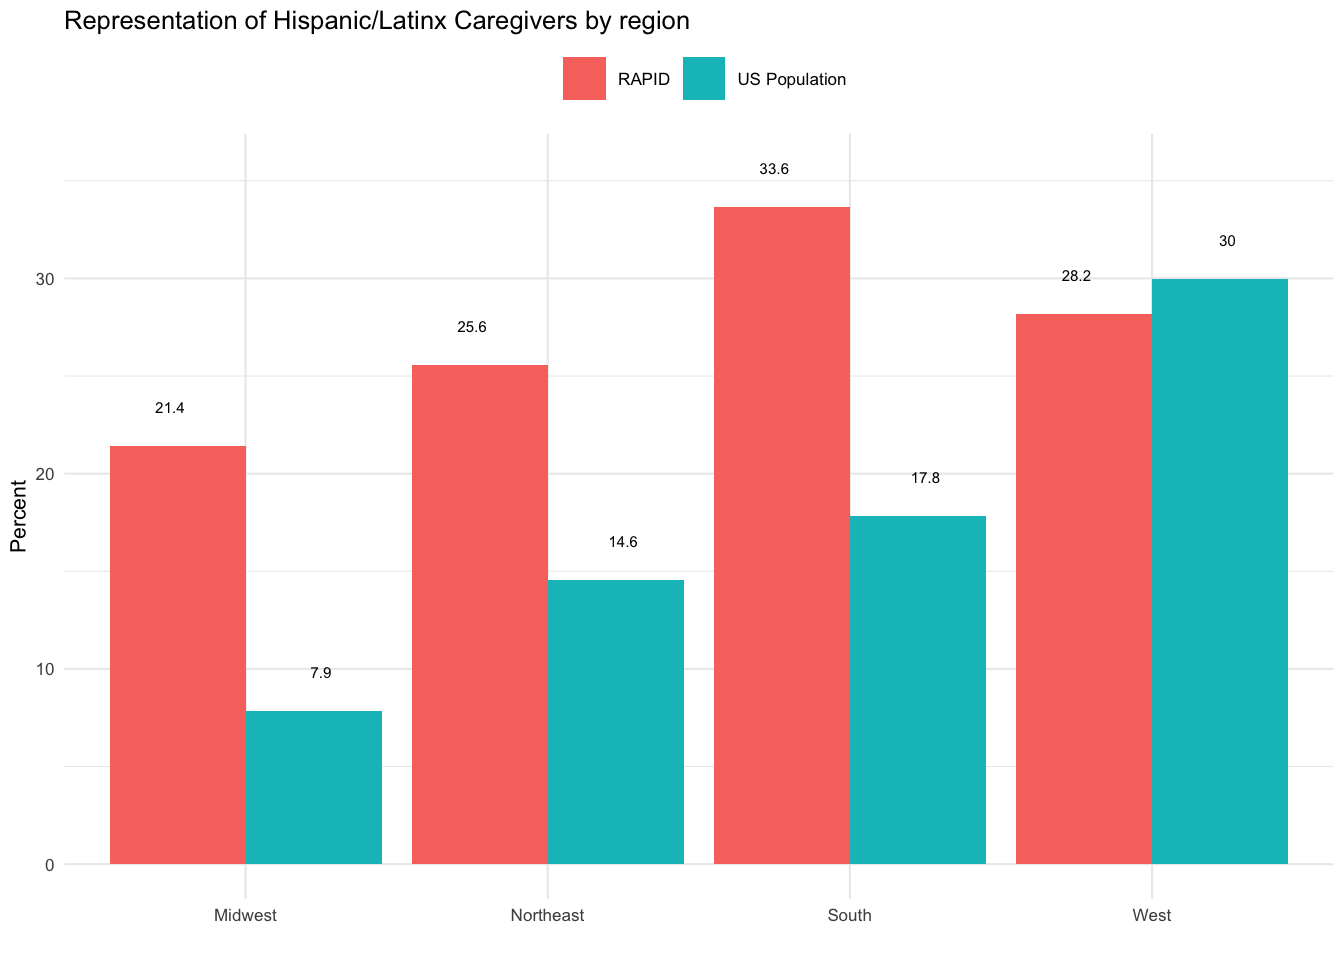 Representation of Hispanic/Latinx Caregivers by region
RAPID
US Population
33.6
30
28.2
30
25.6
21.4
17.8
20
14.6
7.9
10
0
Percent
Midwest
Northeast
South
West